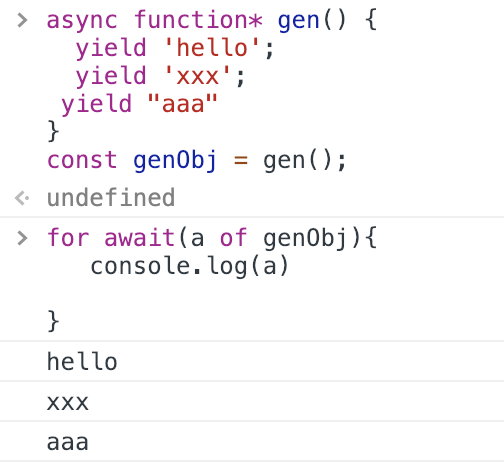 > async function* gen() {
yield 'hello';
yield 'xxx';
yield "aaa"
}
const genObj = gen();
undefined
> for await(a of genObj){
console.log(a)
}
hello
xxx
aaa